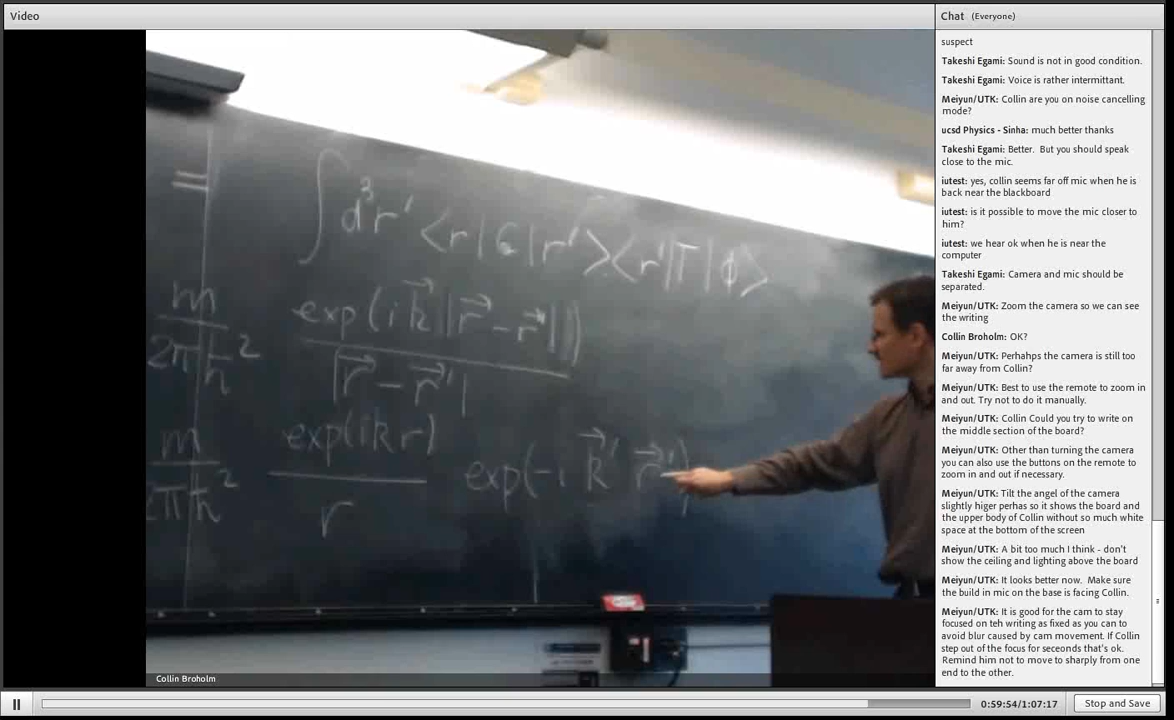 Video
= ∫ d³r' <r|G|r'><r'|T|φ>
m exp(i k⃗ |r⃗ - r⃗'|)
2πħ² |r⃗ - r⃗'|
m exp(ikr) exp(-i k⃗' r⃗')
2πħ² r
Collin Broholm
Chat (Everyone)
suspect
Takeshi Egami: Sound is not in good condition.
Takeshi Egami: Voice is rather intermittant.
Meiyun/UTK: Collin are you on noise cancelling
mode?
ucsd Physics - Sinha: much better thanks
Takeshi Egami: Better. But you should speak
close to the mic.
iutest: yes, collin seems far off mic when he is
back near the blackboard
iutest: is it possible to move the mic closer to
him?
iutest: we hear ok when he is near the
computer
Takeshi Egami: Camera and mic should be
separated.
Meiyun/UTK: Zoom the camera so we can see
the writing
Collin Broholm: OK?
Meiyun/UTK: Perhahps the camera is still too
far away from Collin?
Meiyun/UTK: Best to use the remote to zoom in
and out. Try not to do it manually.
Meiyun/UTK: Collin Could you try to write on
the middle section of the board?
Meiyun/UTK: Other than turning the camera
you can also use the buttons on the remote to
zoom in and out if necessary.
Meiyun/UTK: Tilt the angel of the camera
slightly higer perhas so it shows the board and
the upper body of Collin without so much white
space at the bottom of the screen
Meiyun/UTK: A bit too much I think - don't
show the ceiling and lighting above the board
Meiyun/UTK: It looks better now. Make sure
the build in mic on the base is facing Collin.
Meiyun/UTK: It is good for the cam to stay
focused on teh writing as fixed as you can to
avoid blur caused by cam movement. If Collin
step out of the focus for seceonds that's ok.
Remind him not to move to sharply from one
end to the other.
0:59:54/1:07:17
Stop and Save